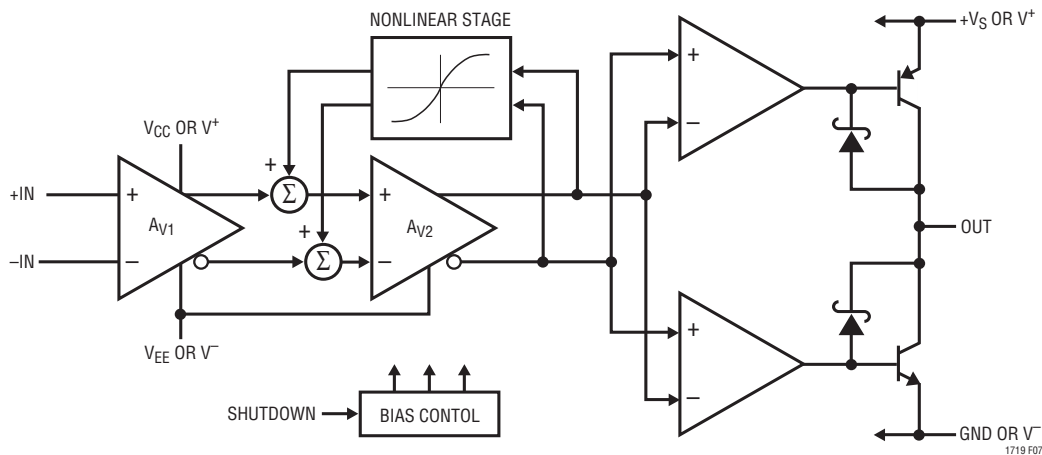 NONLINEAR STAGE
+VS OR V+
VCC OR V+
+
–
+
+IN
+
Σ
+
AV1
AV2
OUT
+
–IN
–
Σ
–
VEE OR V–
+
–
SHUTDOWN
BIAS CONTOL
GND OR V–
1719 F07